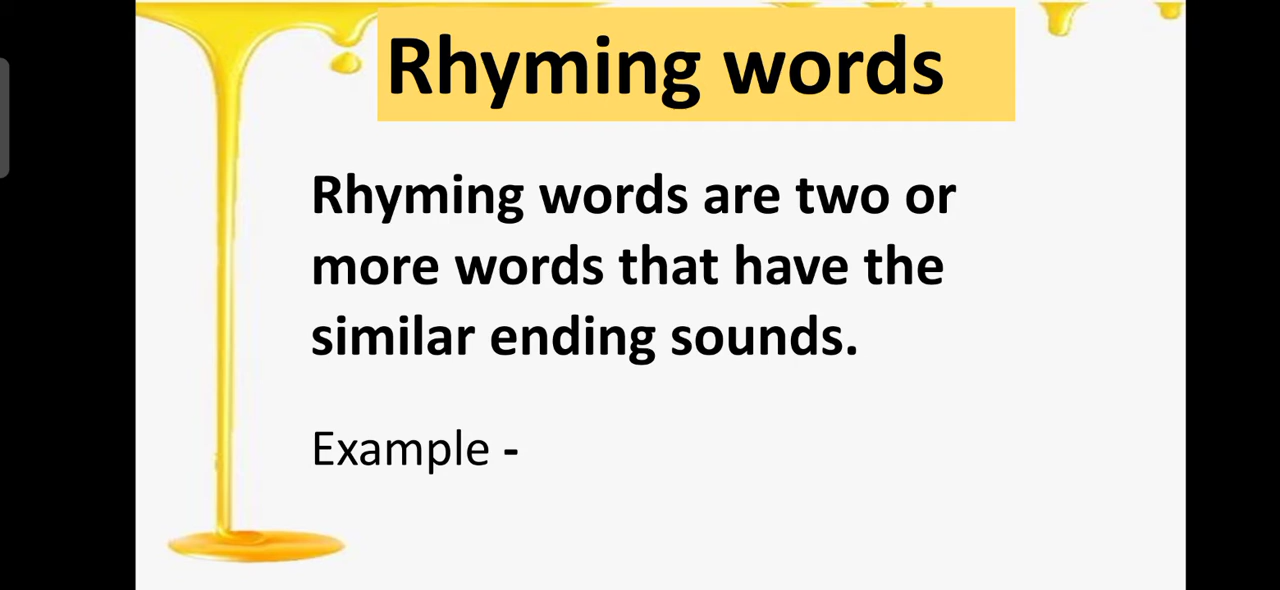 Rhyming words
Rhyming words are two or
more words that have the
similar ending sounds.
Example -